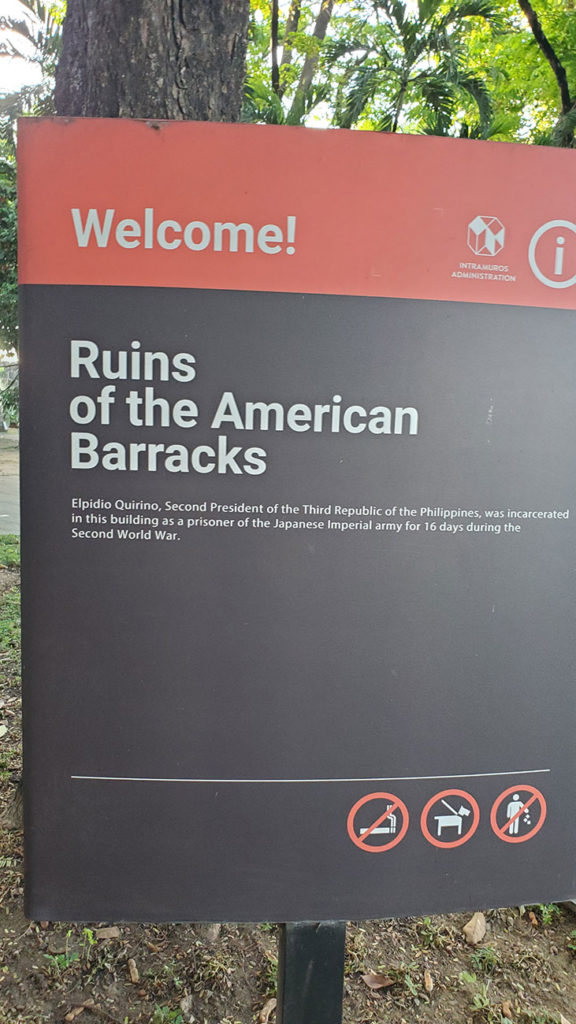 Welcome!
INTRAMUROS
ADMINISTRATION
i
Ruins
of the American
Barracks
Elpidio Quirino, Second President of the Third Republic of the Philippines, was incarcerated
in this building as a prisoner of the Japanese Imperial army for 16 days during the
Second World War.